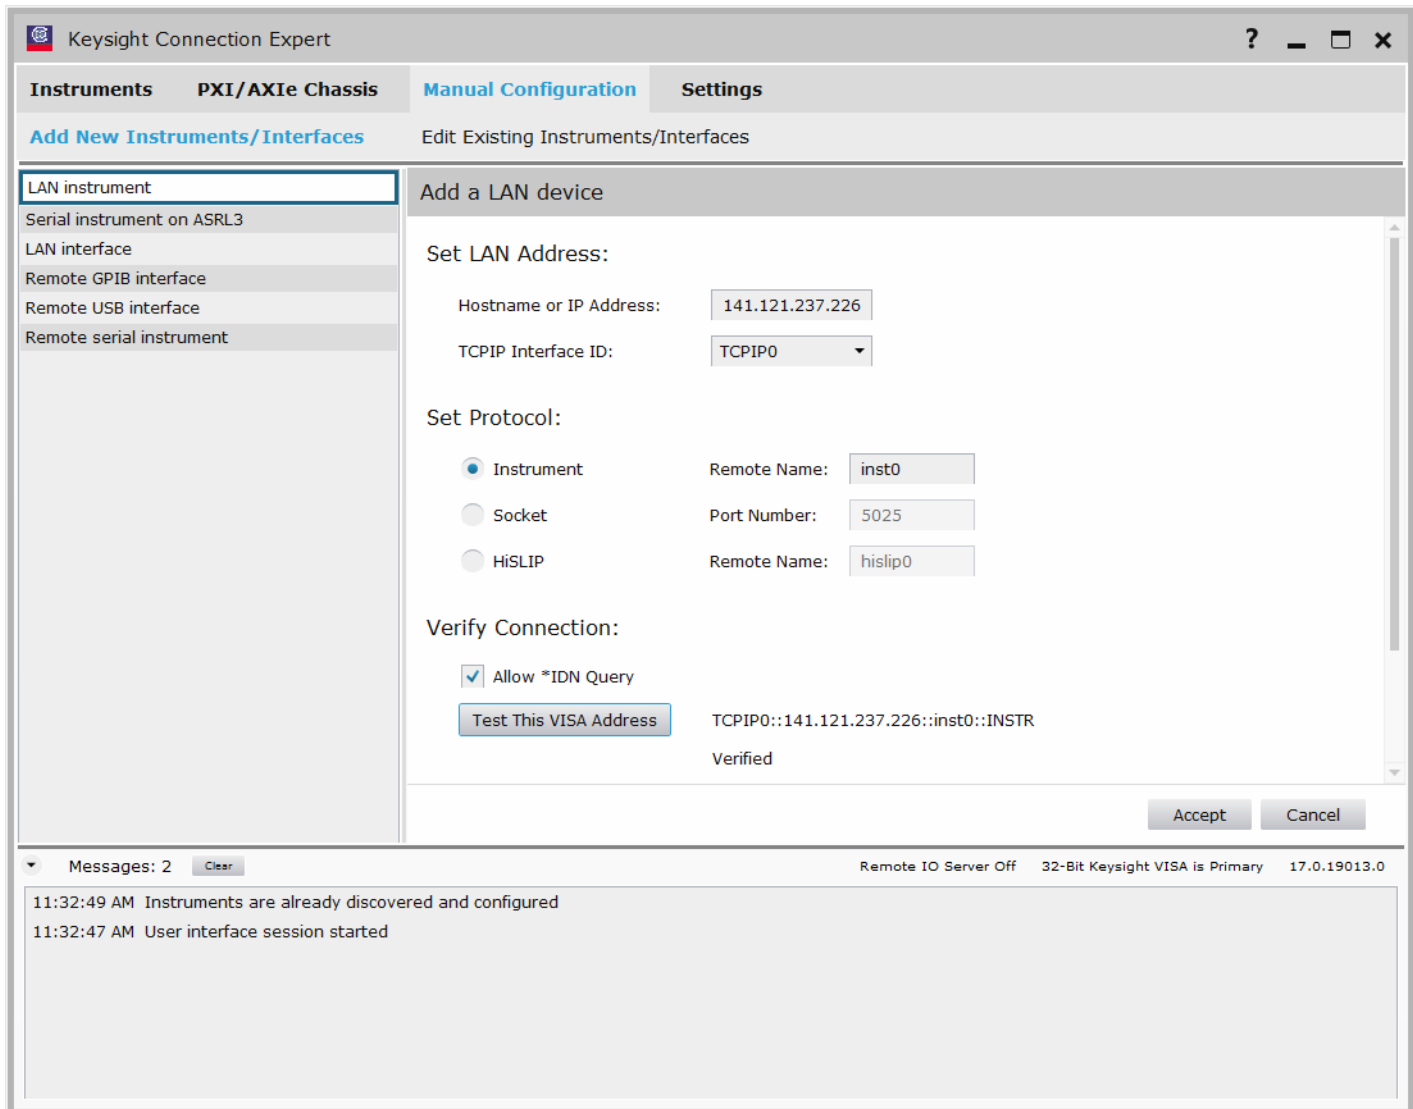 Keysight Connection Expert
?
Instruments PXI/AXIe Chassis Manual Configuration Settings
Add New Instruments/Interfaces Edit Existing Instruments/Interfaces
LAN instrument
Serial instrument on ASRL3
LAN interface
Remote GPIB interface
Remote USB interface
Remote serial instrument
Add a LAN device
Set LAN Address:
Hostname or IP Address: 141.121.237.226
TCPIP Interface ID: TCPIP0
Set Protocol:
Instrument Remote Name: inst0
Socket Port Number: 5025
HiSLIP Remote Name: hislip0
Verify Connection:
Allow *IDN Query
Test This VISA Address TCPIP0::141.121.237.226::inst0::INSTR
Verified
Accept Cancel
Messages: 2 Clear Remote IO Server Off 32-Bit Keysight VISA is Primary 17.0.19013.0
11:32:49 AM Instruments are already discovered and configured
11:32:47 AM User interface session started